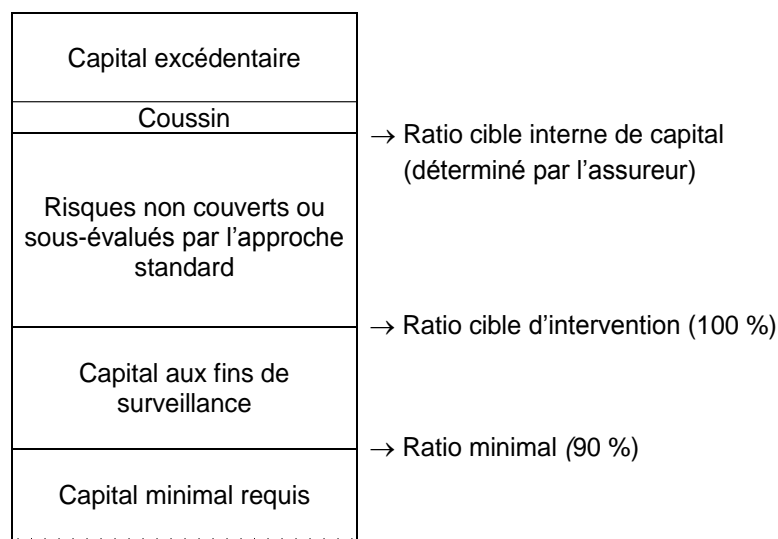 Capital excédentaire
Coussin
→ Ratio cible interne de capital
(déterminé par l'assureur)
Risques non couverts ou
sous-évalués par l'approche
standard
→ Ratio cible d'intervention (100 %)
Capital aux fins de
surveillance
→ Ratio minimal (90 %)
Capital minimal requis